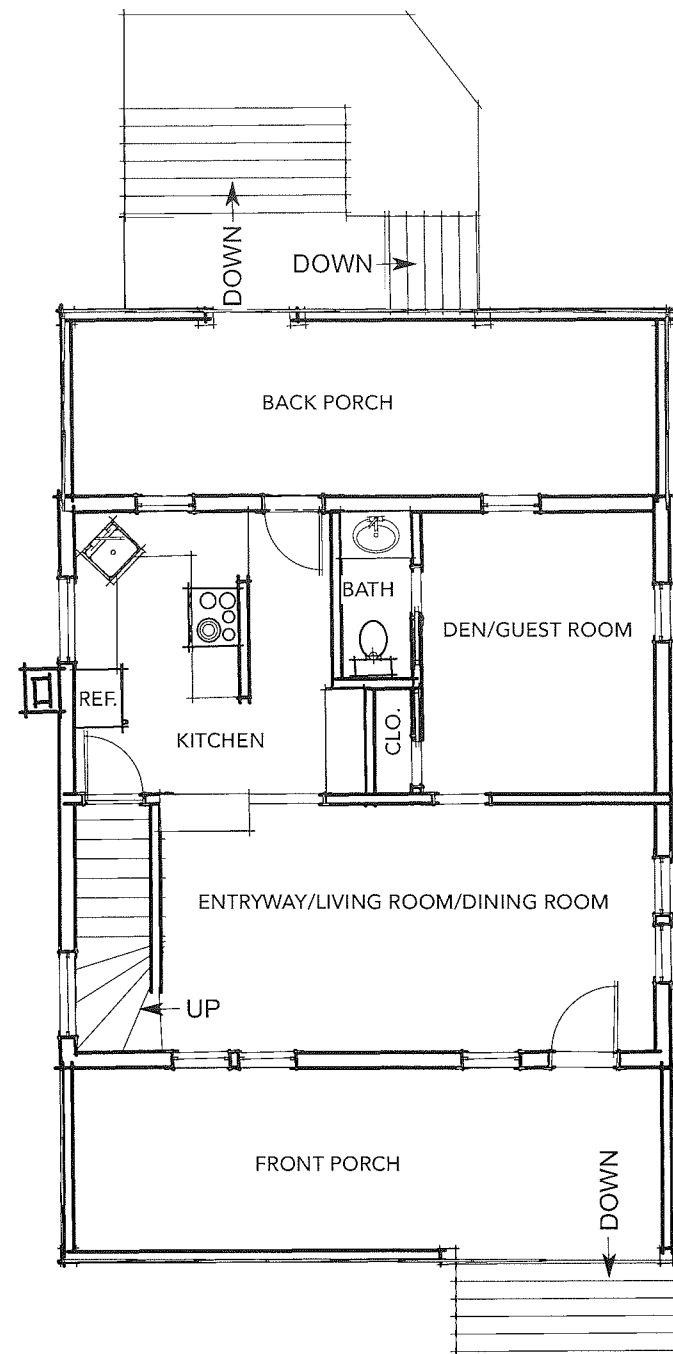 DOWN
DOWN
BACK PORCH
BATH
DEN/GUEST ROOM
REF.
CLO.
KITCHEN
ENTRYWAY/LIVING ROOM/DINING ROOM
UP
FRONT PORCH
DOWN